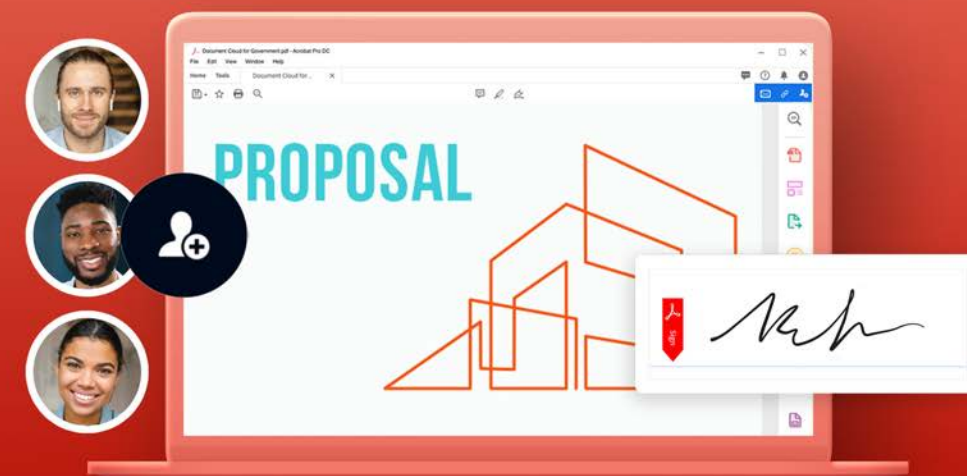 Document Cloud for Government.pdf - Acrobat Pro DC
File Edit View Window Help
Home Tools Document Cloud for ...
PROPOSAL
Sign